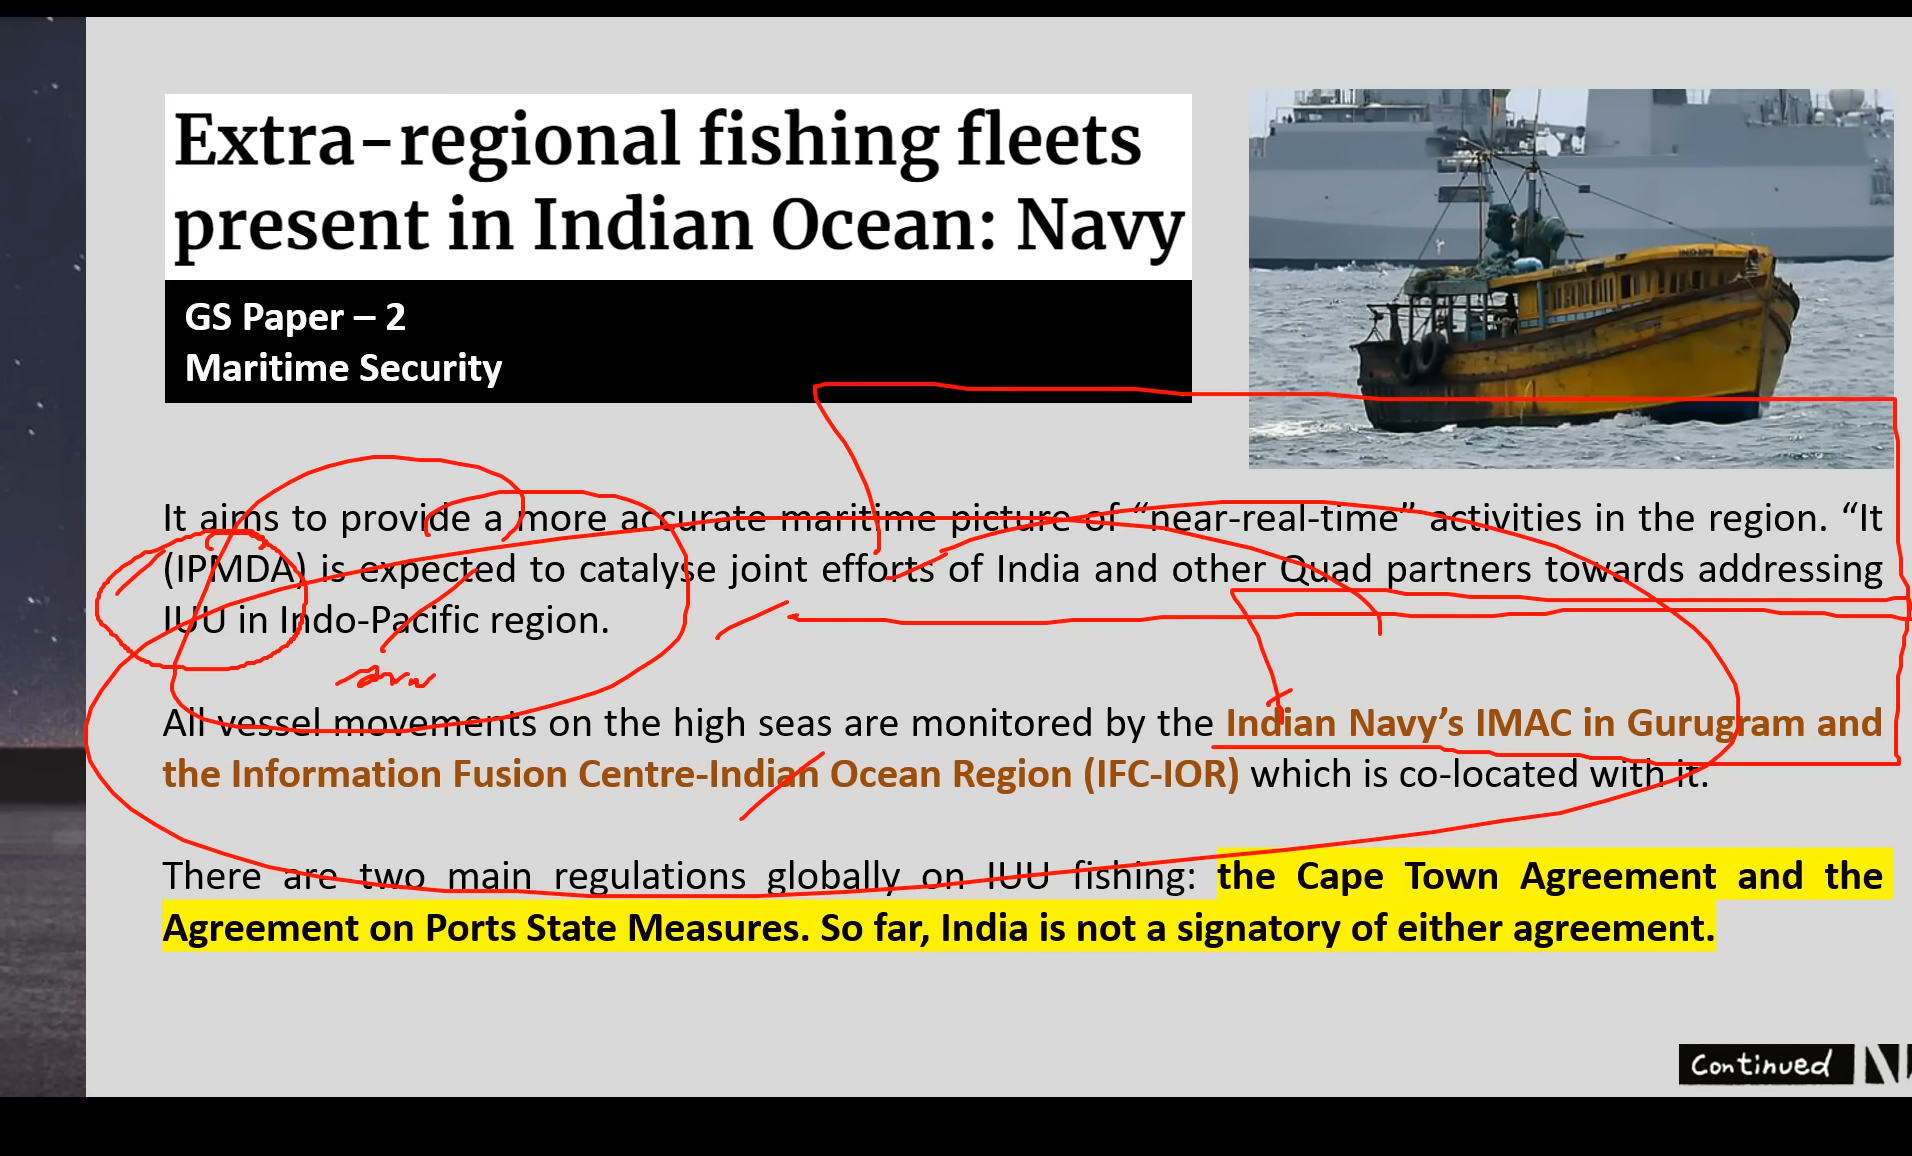 Extra-regional fishing fleets
present in Indian Ocean: Navy
GS Paper – 2
Maritime Security
It aims to provide a more accurate maritime picture of “near-real-time” activities in the region. “It
(IPMDA) is expected to catalyse joint efforts of India and other Quad partners towards addressing
IUU in Indo-Pacific region.
All vessel movements on the high seas are monitored by the Indian Navy’s IMAC in Gurugram and
the Information Fusion Centre-Indian Ocean Region (IFC-IOR) which is co-located with it.
There are two main regulations globally on IUU fishing: the Cape Town Agreement and the
Agreement on Ports State Measures. So far, India is not a signatory of either agreement.
Continued